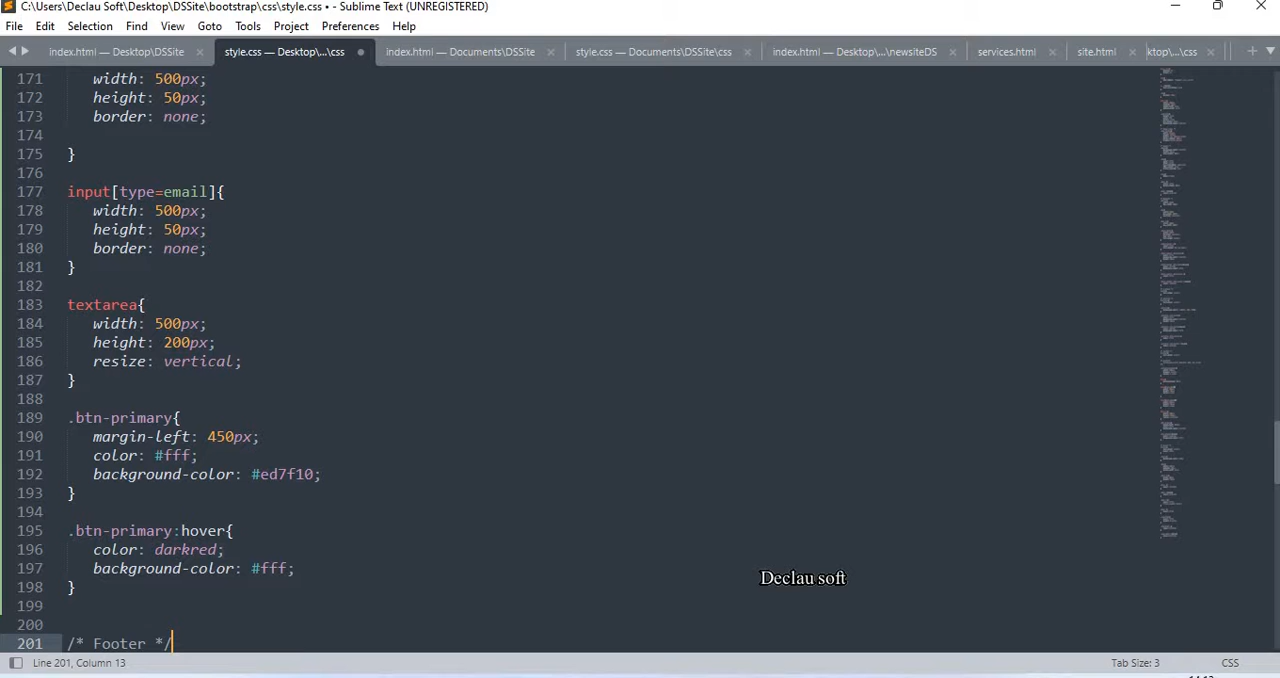 C:\Users\Declau Soft\Desktop\DSSite\bootstrap\css\style.css • - Sublime Text (UNREGISTERED)
File Edit Selection Find View Goto Tools Project Preferences Help
index.html — Desktop\DSSite × style.css — Desktop\...\css index.html — Documents\DSSite × style.css — Documents\DSSite\css × index.html — Desktop\...\newsiteDS × services.html × site.html × ktop\...\css ×
171 width: 500px;
172 height: 50px;
173 border: none;
174
175 }
176
177 input[type=email]{
178 width: 500px;
179 height: 50px;
180 border: none;
181 }
182
183 textarea{
184 width: 500px;
185 height: 200px;
186 resize: vertical;
187 }
188
189 .btn-primary{
190 margin-left: 450px;
191 color: #fff;
192 background-color: #ed7f10;
193 }
194
195 .btn-primary:hover{
196 color: darkred;
197 background-color: #fff;
198 }
199
200
201 /* Footer */
Declau soft
Line 201, Column 13 Tab Size: 3 CSS